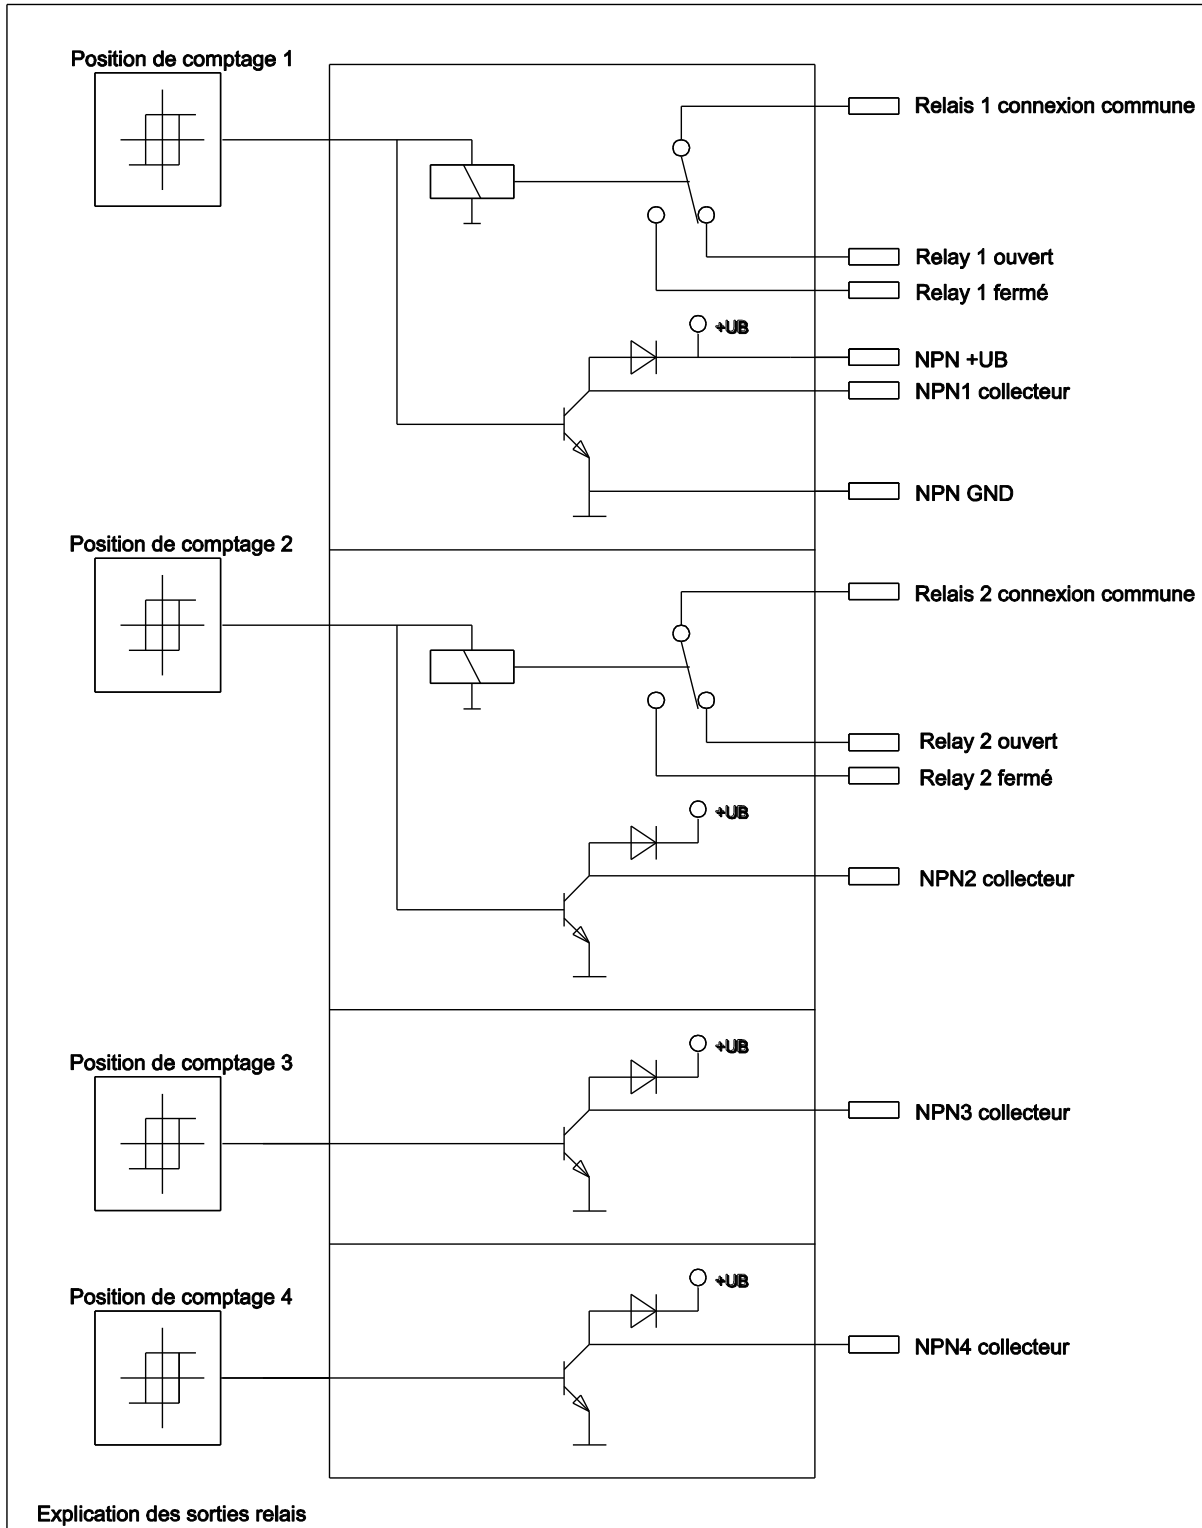 Position de comptage 1
Relais 1 connexion commune
Relay 1 ouvert
Relay 1 fermé
+UB
NPN +UB
NPN1 collecteur
NPN GND
Position de comptage 2
Relais 2 connexion commune
Relay 2 ouvert
Relay 2 fermé
+UB
NPN2 collecteur
Position de comptage 3
+UB
NPN3 collecteur
Position de comptage 4
+UB
NPN4 collecteur
Explication des sorties relais